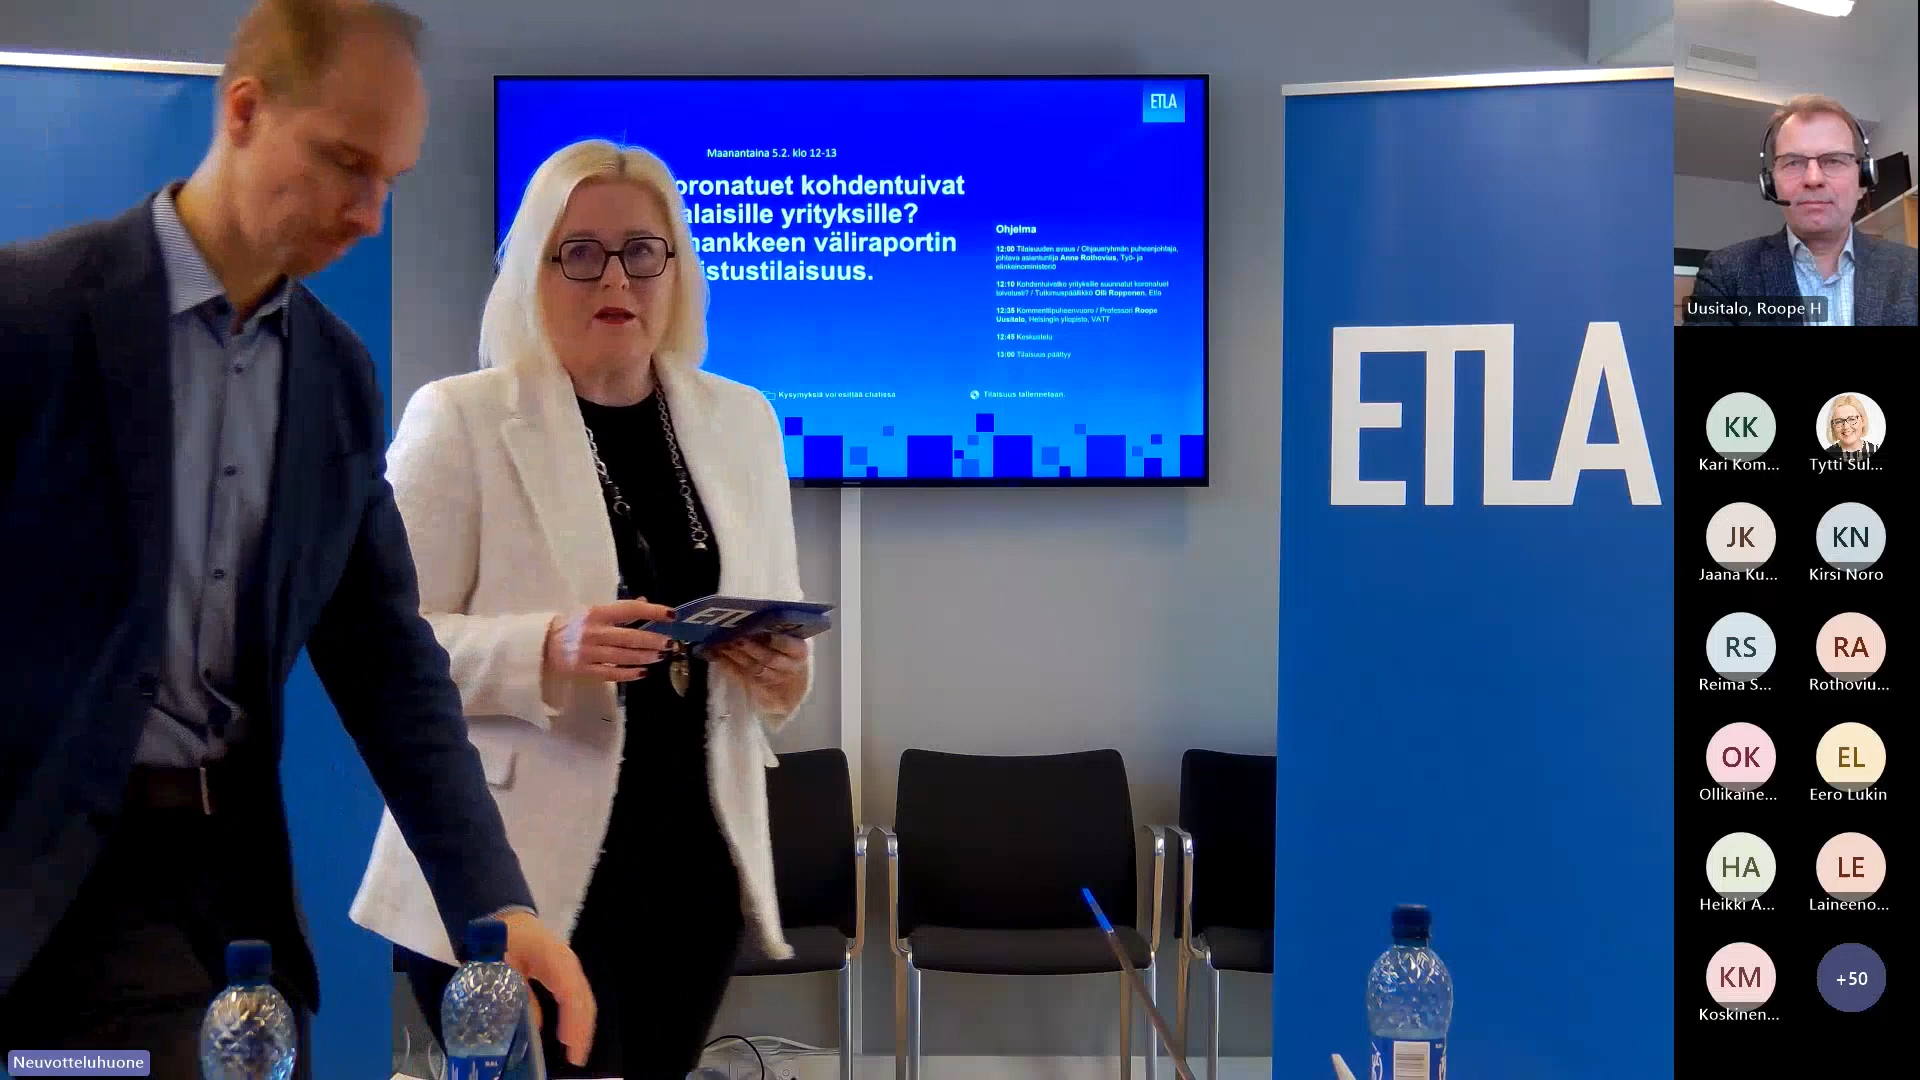 ETLA
Maanantaina 5.2. klo 12-13
oronatuet kohdentuivat
alaisille yrityksille?
hankkeen väliraportin
istustilaisuus.
Ohjelma
12:00 Tilaisuuden avaus / Ohjausryhmän puheenjohtaja,
johtava asiantuntija Anne Rothovius, Työ- ja
elinkeinoministeriö
12:10 Kohdentuivatko yrityksille suunnatut koronatuet
toivotusti? / Tutkimuspäällikkö Olli Ropponen, Etla
12:35 Kommenttipuheenvuoro / Professori Roope
Uusitalo, Helsingin yliopisto, VATT
12:45 Keskustelu
13:00 Tilaisuus päättyy
Kysymyksiä voi esittää chatissa
Tilaisuus tallennetaan.
ETLA
ETL
Neuvotteluhuone
Uusitalo, Roope H
KK
Kari Kom...
Tytti Sul...
JK
Jaana Ku...
KN
Kirsi Noro
RS
Reima S...
RA
Rothoviu...
OK
Ollikaine...
EL
Eero Lukin
HA
Heikki A...
LE
Laineeno...
KM
Koskinen...
+50